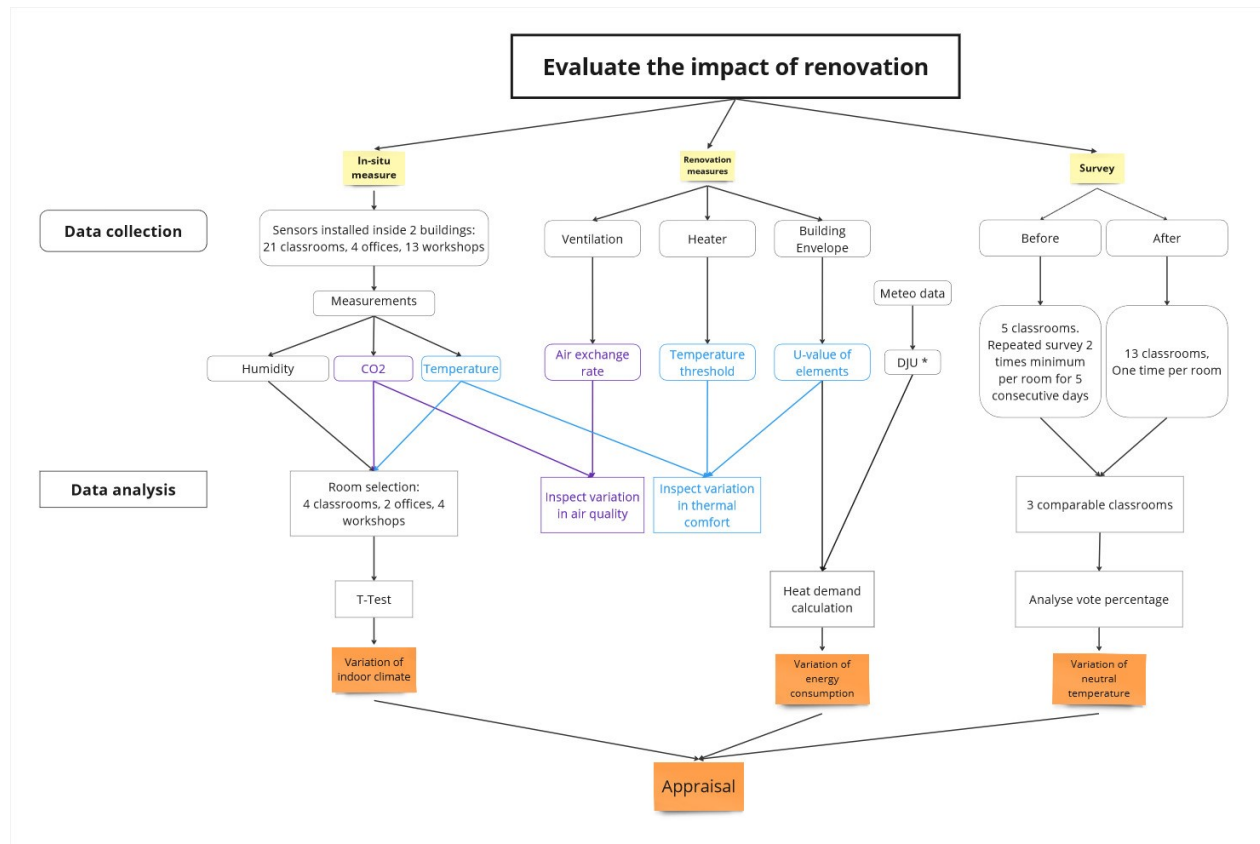 Evaluate the impact of renovation
In-situ
measure
Renovation
measures
Survey
Data collection
Sensors installed inside 2 buildings:
21 classrooms, 4 offices, 13 workshops
Ventilation
Heater
Building
Envelope
Before
After
Measurements
Meteo data
Humidity
CO2
Temperature
Air exchange
rate
Temperature
threshold
U-value of
elements
DJU *
5 classrooms.
Repeated survey 2
times minimum
per room for 5
consecutive days
13 classrooms,
One time per room
Data analysis
Room selection:
4 classrooms, 2 offices, 4
workshops
Inspect variation
in air quality
Inspect variation
in thermal
comfort
3 comparable classrooms
T-Test
Heat demand
calculation
Analyse vote percentage
Variation of
indoor climate
Variation of
energy
consumption
Variation of
neutral
temperature
Appraisal